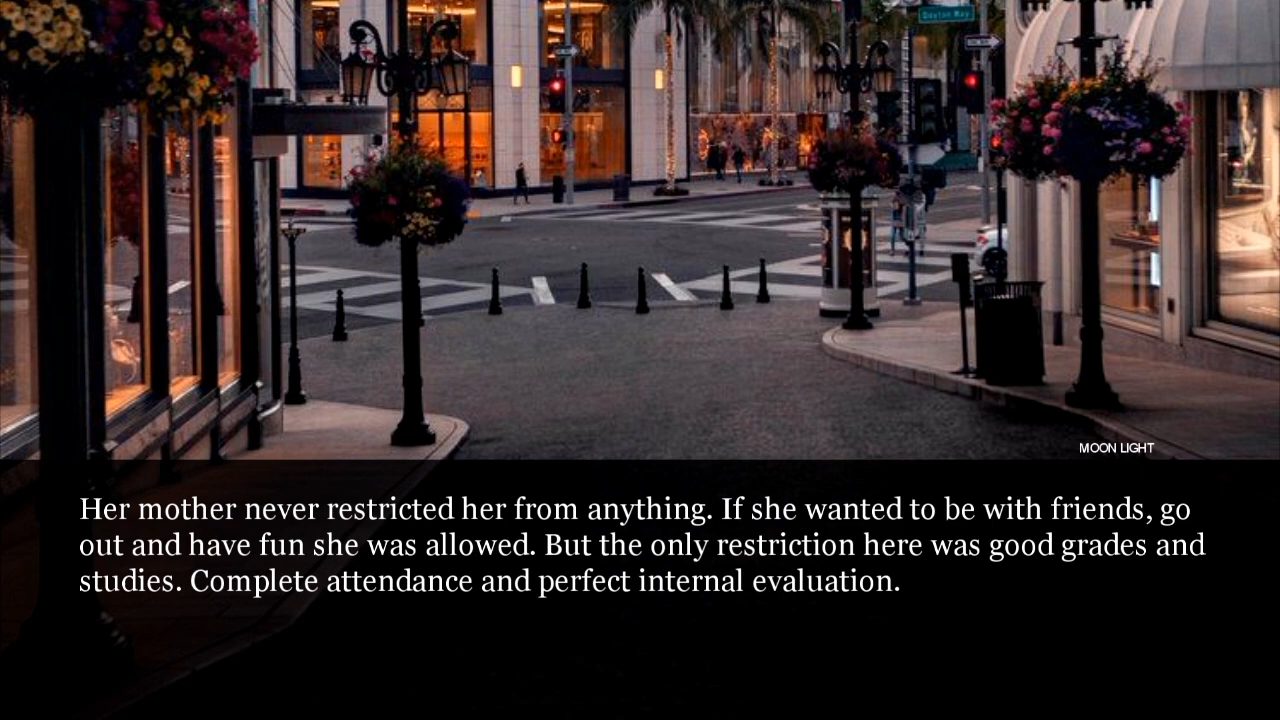 Dayton Way
MOON LIGHT
Her mother never restricted her from anything. If she wanted to be with friends, go
out and have fun she was allowed. But the only restriction here was good grades and
studies. Complete attendance and perfect internal evaluation.